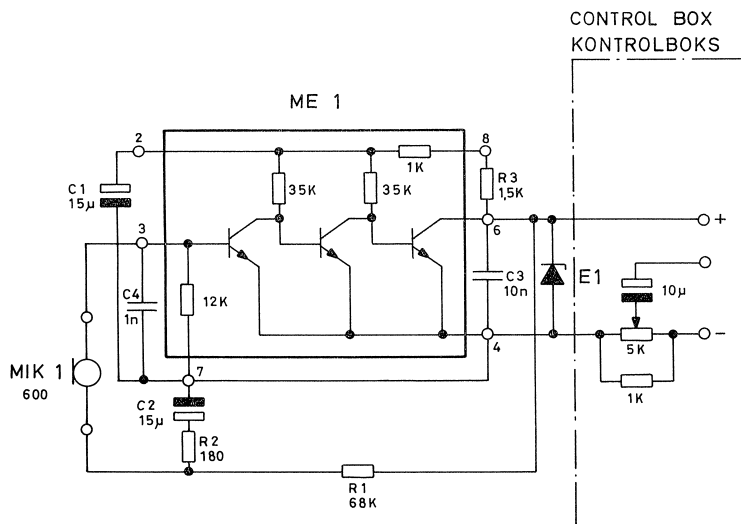 CONTROL BOX
KONTROLBOKS
ME 1
2
8
1K
C1
15µ
35K
35K
R3
1,5K
3
6
+
C4
1n
12K
C3
10n
E1
10µ
4
5K
−
MIK 1
600
7
C2
15µ
1K
R2
180
R1
68K